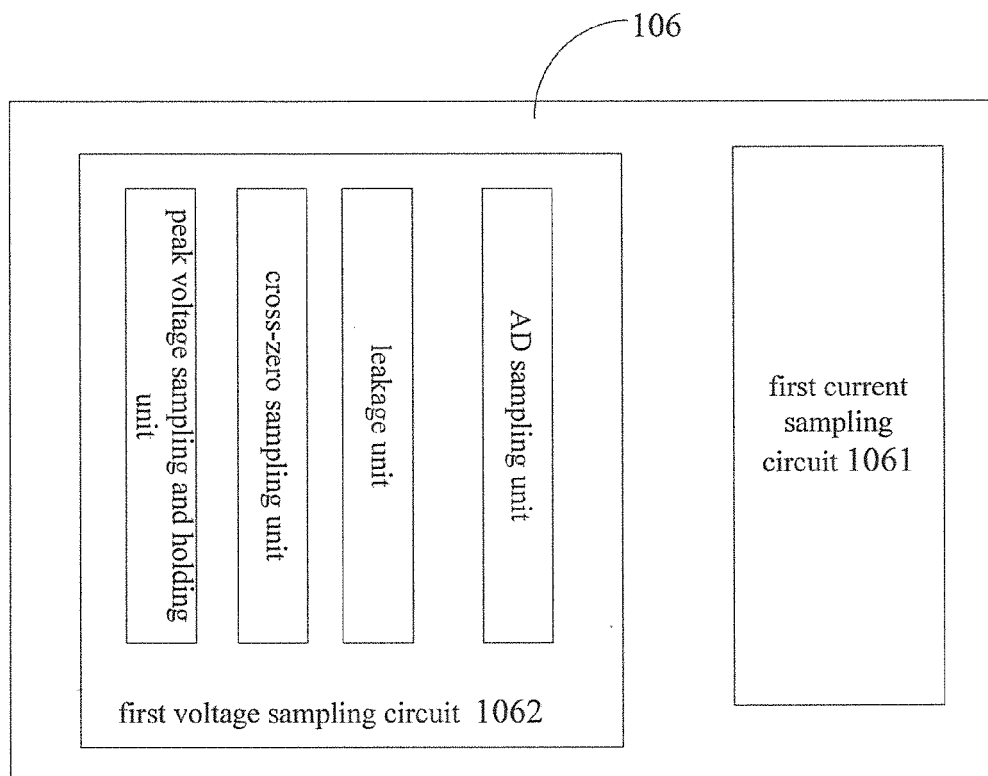 106
peak voltage sampling and holding
unit
cross-zero sampling unit
leakage unit
AD sampling unit
first current
sampling
circuit 1061
first voltage sampling circuit 1062